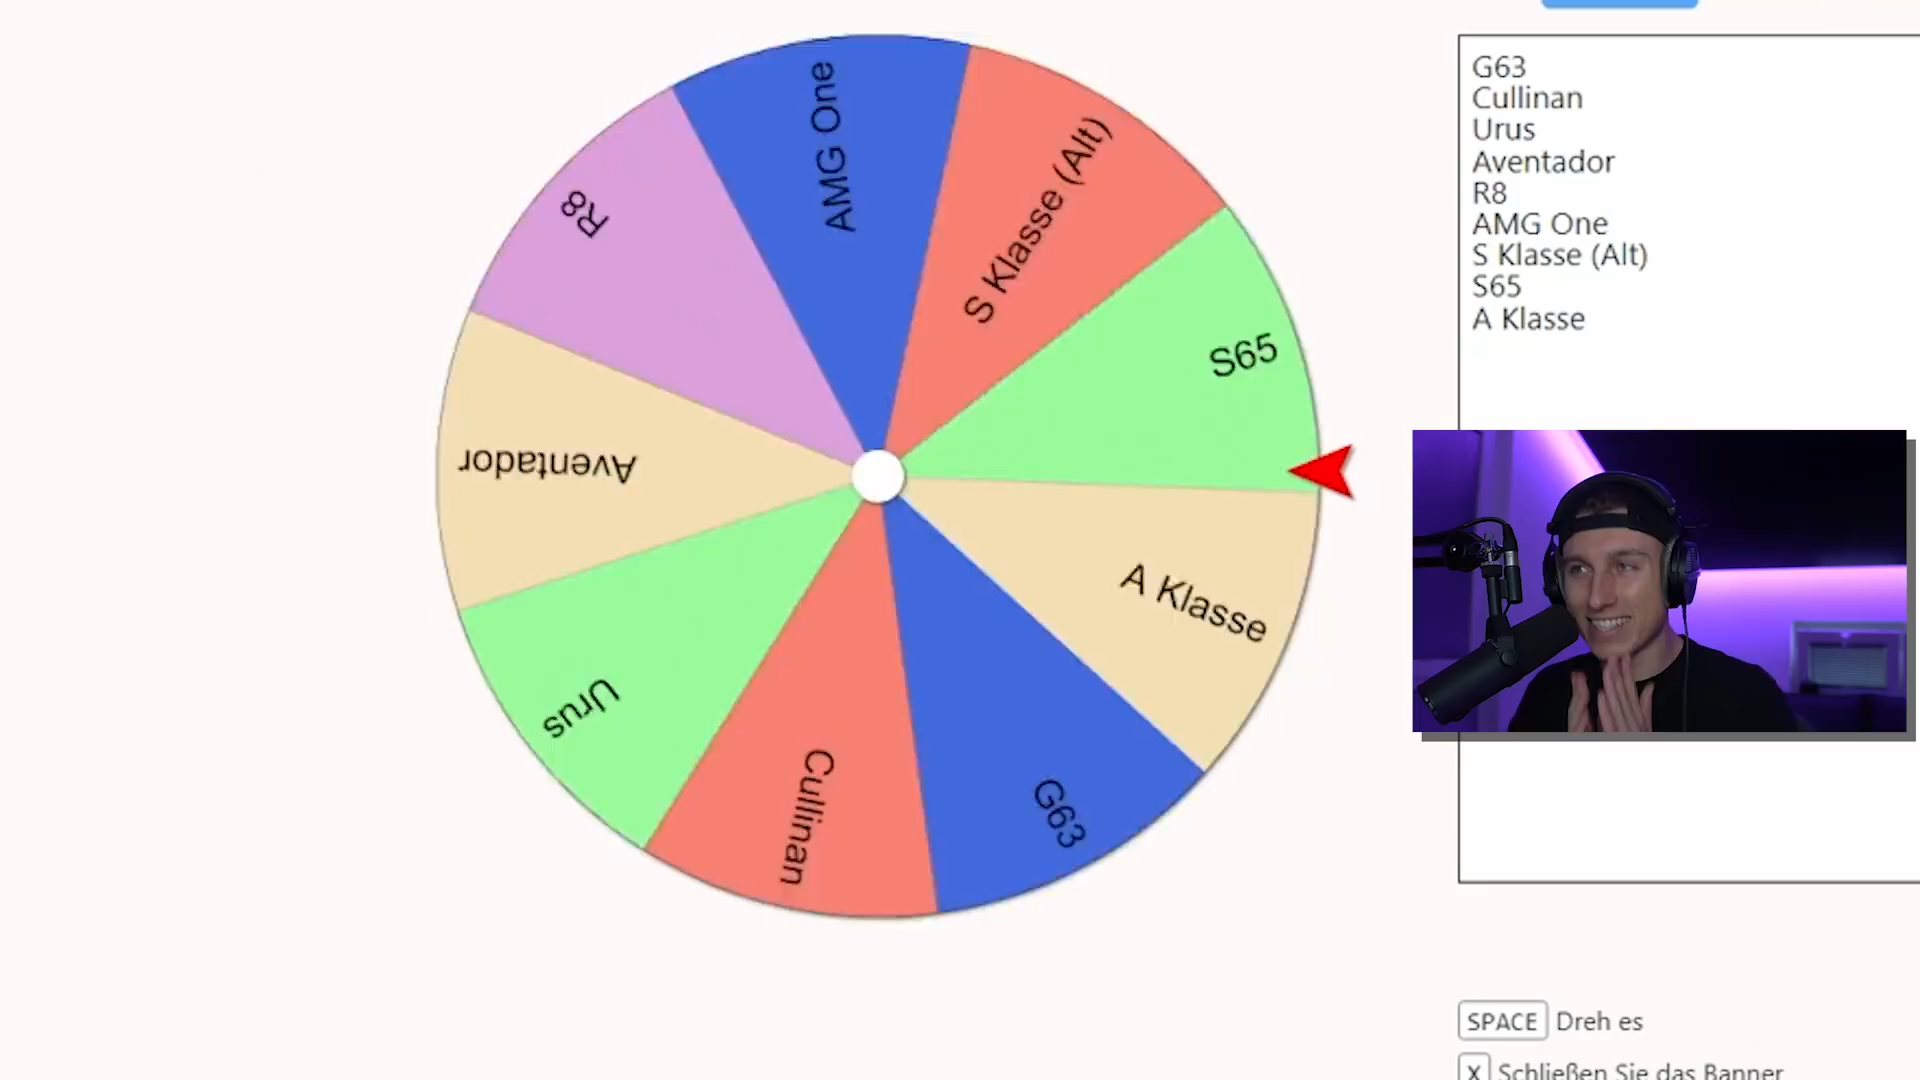 AMG One
S Klasse (Alt)
R8
S65
Aventador
A Klasse
Urus
Cullinan
G63
G63
Cullinan
Urus
Aventador
R8
AMG One
S Klasse (Alt)
S65
A Klasse
SPACE Dreh es
X Schließen Sie das Banner